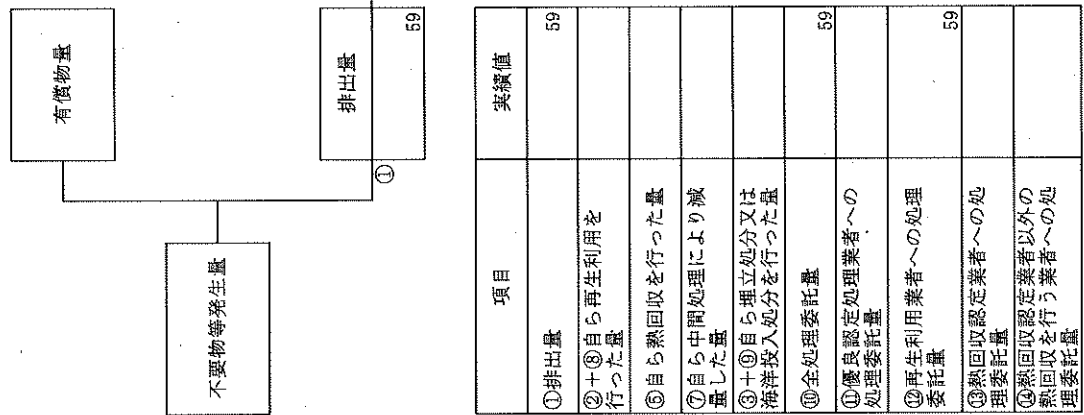 有償物量
不要物等発生量
排出量
①
59
項目
実績値
①排出量
59
②+⑧自ら再生利用を
行った量
⑤自ら熱回収を行った量
⑦自ら中間処理により減
量した量
③+⑨自ら埋立処分又は
海洋投入処分を行った量
⑩全処理委託量
59
⑪優良認定処理業者への
処理委託量
⑫再生利用業者への処理
委託量
59
⑬熱回収認定業者への処
理委託量
⑭熱回収認定業者以外の
熱回収を行う業者への処
理委託量